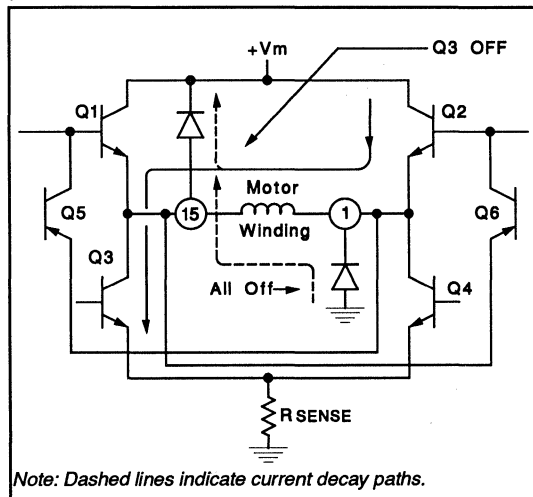 +Vm
Q3 OFF
Q1
Q2
Motor
15
1
Winding
Q5
Q6
Q3
Q4
All Off
R SENSE
Note: Dashed lines indicate current decay paths.